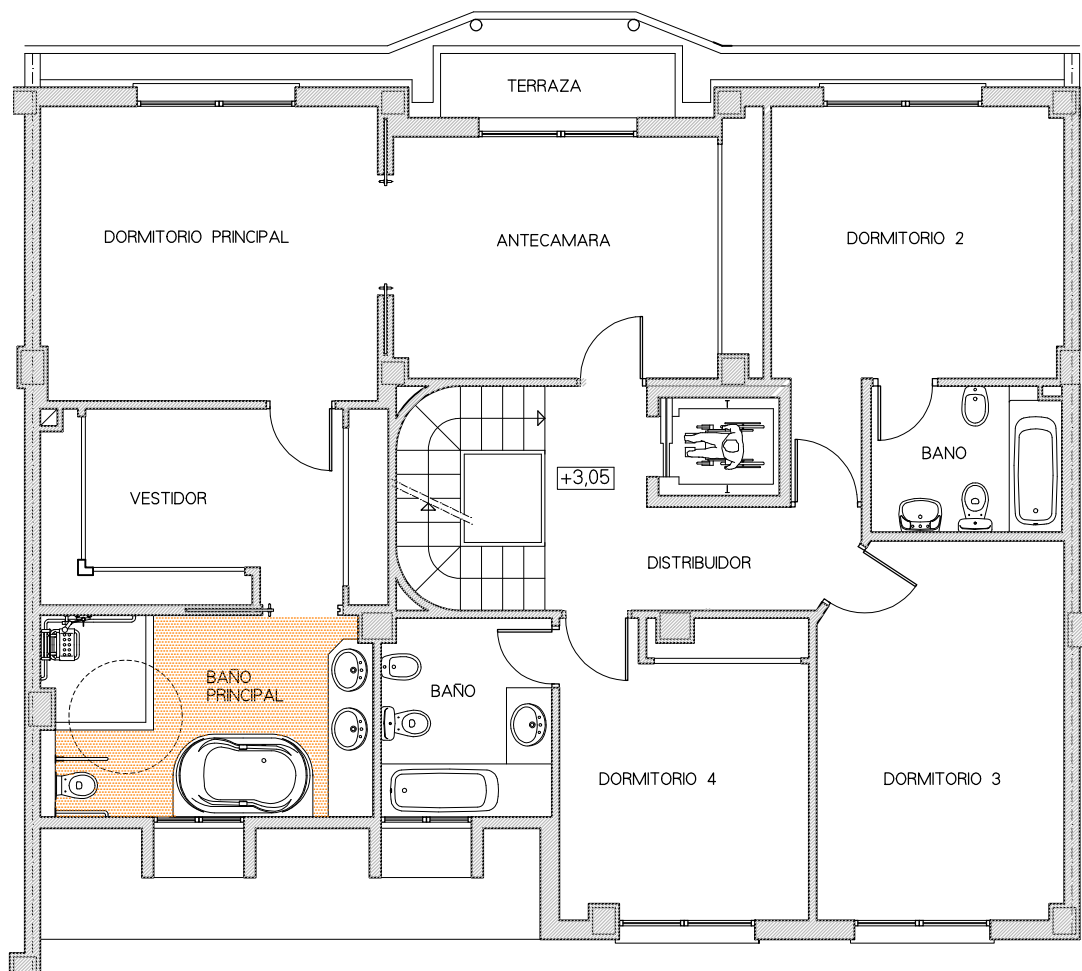 TERRAZA
DORMITORIO PRINCIPAL
ANTECAMARA
DORMITORIO 2
VESTIDOR
+3,05
BANO
DISTRIBUIDOR
BAÑO
PRINCIPAL
BAÑO
DORMITORIO 4
DORMITORIO 3